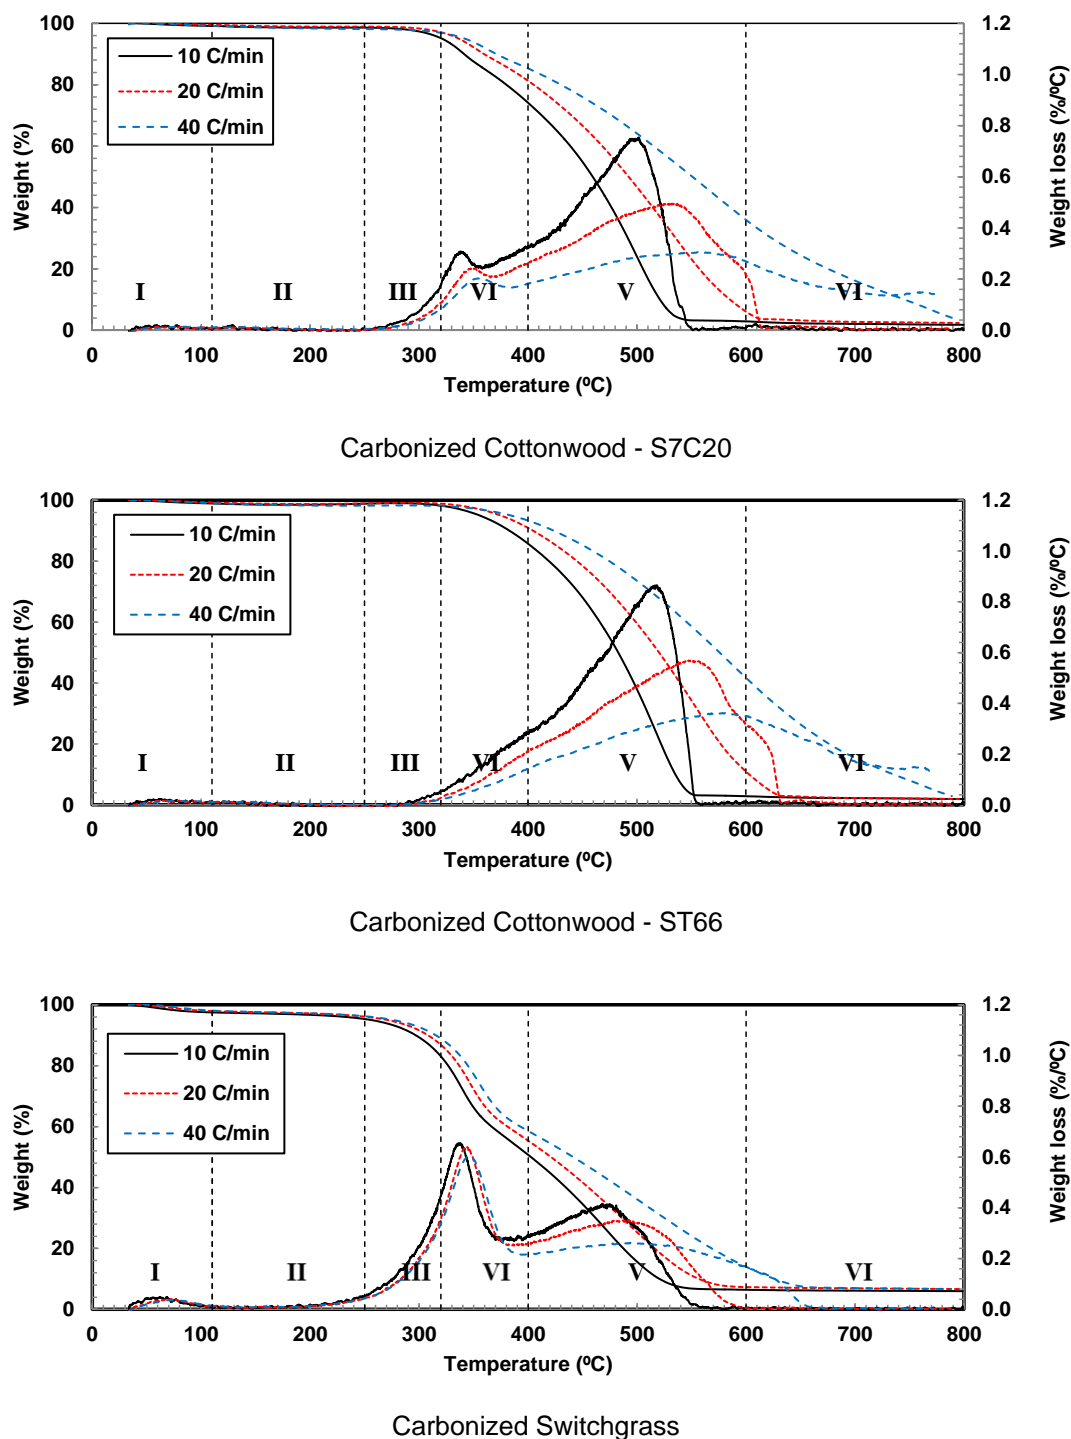 100 1.2
10 C/min
20 C/min
40 C/min
80 1.0
60 0.8
Weight (%) Weight loss (%/ºC)
40 0.6
0.4
20 0.2
I II III VI V VI
0 0.0
0 100 200 300 400 500 600 700 800
Temperature (ºC)
Carbonized Cottonwood - S7C20
100 1.2
10 C/min
20 C/min
40 C/min
80 1.0
60 0.8
Weight (%) Weight loss (%/ºC)
40 0.6
0.4
20 0.2
I II III VI V VI
0 0.0
0 100 200 300 400 500 600 700 800
Temperature (ºC)
Carbonized Cottonwood - ST66
100 1.2
10 C/min
20 C/min
40 C/min
80 1.0
60 0.8
Weight (%) Weight loss (%/ºC)
40 0.6
0.4
20 0.2
I II III VI V VI
0 0.0
0 100 200 300 400 500 600 700 800
Temperature (ºC)
Carbonized Switchgrass